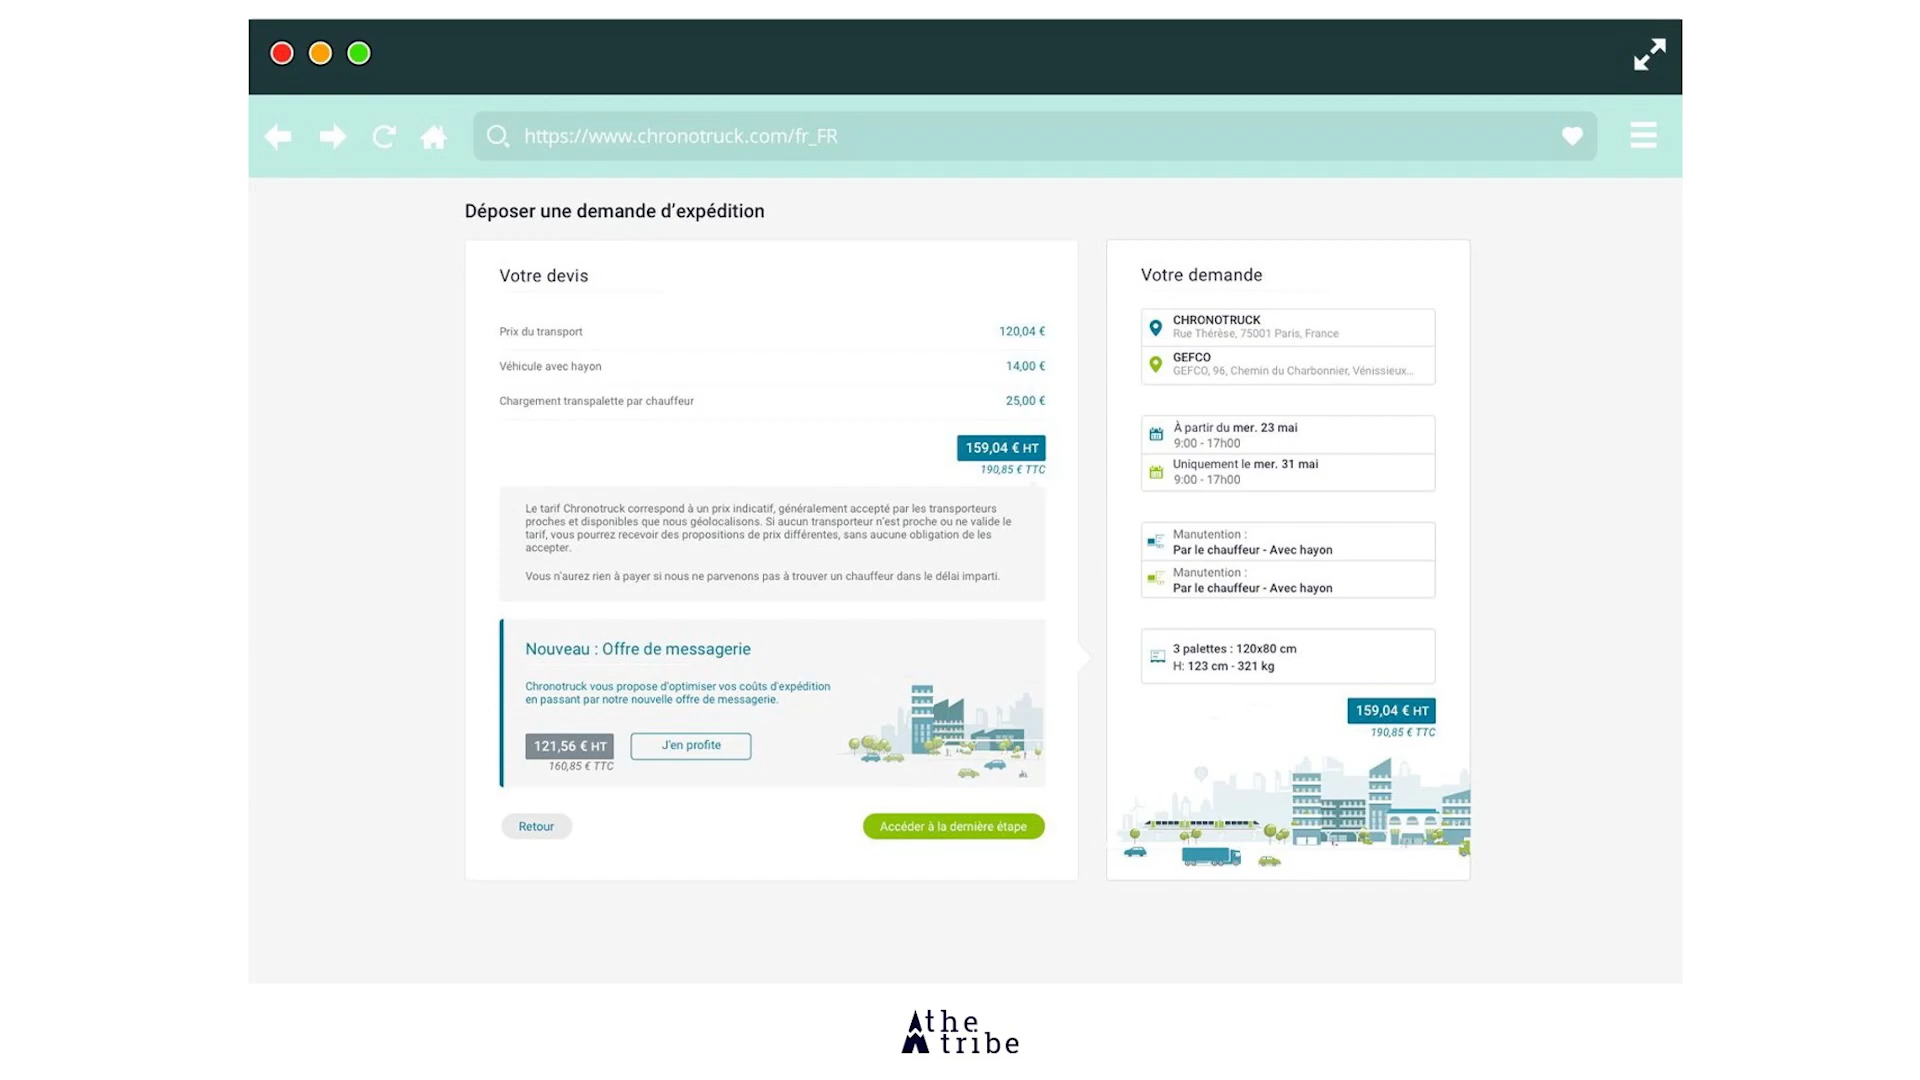 https://www.chronotruck.com/fr_FR
Déposer une demande d'expédition
Votre devis
Prix du transport 120,04 €
Véhicule avec hayon 14,00 €
Chargement transpalette par chauffeur 25,00 €
159,04 € HT
190,85 € TTC
Le tarif Chronotruck correspond à un prix indicatif, généralement accepté par les transporteurs
proches et disponibles que nous géolocalisons. Si aucun transporteur n'est proche ou ne valide le
tarif, vous pourrez recevoir des propositions de prix différentes, sans aucune obligation de les
accepter.
Vous n'aurez rien à payer si nous ne parvenons pas à trouver un chauffeur dans le délai imparti.
Nouveau : Offre de messagerie
Chronotruck vous propose d'optimiser vos coûts d'expédition
en passant par notre nouvelle offre de messagerie.
121,56 € HT
J'en profite
160,85 € TTC
Retour
Accéder à la dernière étape
Votre demande
CHRONOTRUCK
Rue Thérèse, 75001 Paris, France
GEFCO
GEFCO, 96, Chemin du Charbonnier, Vénissieux...
À partir du mer. 23 mai
9:00 - 17h00
Uniquement le mer. 31 mai
9:00 - 17h00
Manutention :
Par le chauffeur - Avec hayon
Manutention :
Par le chauffeur - Avec hayon
3 palettes : 120x80 cm
H: 123 cm - 321 kg
159,04 € HT
190,85 € TTC
the
tribe